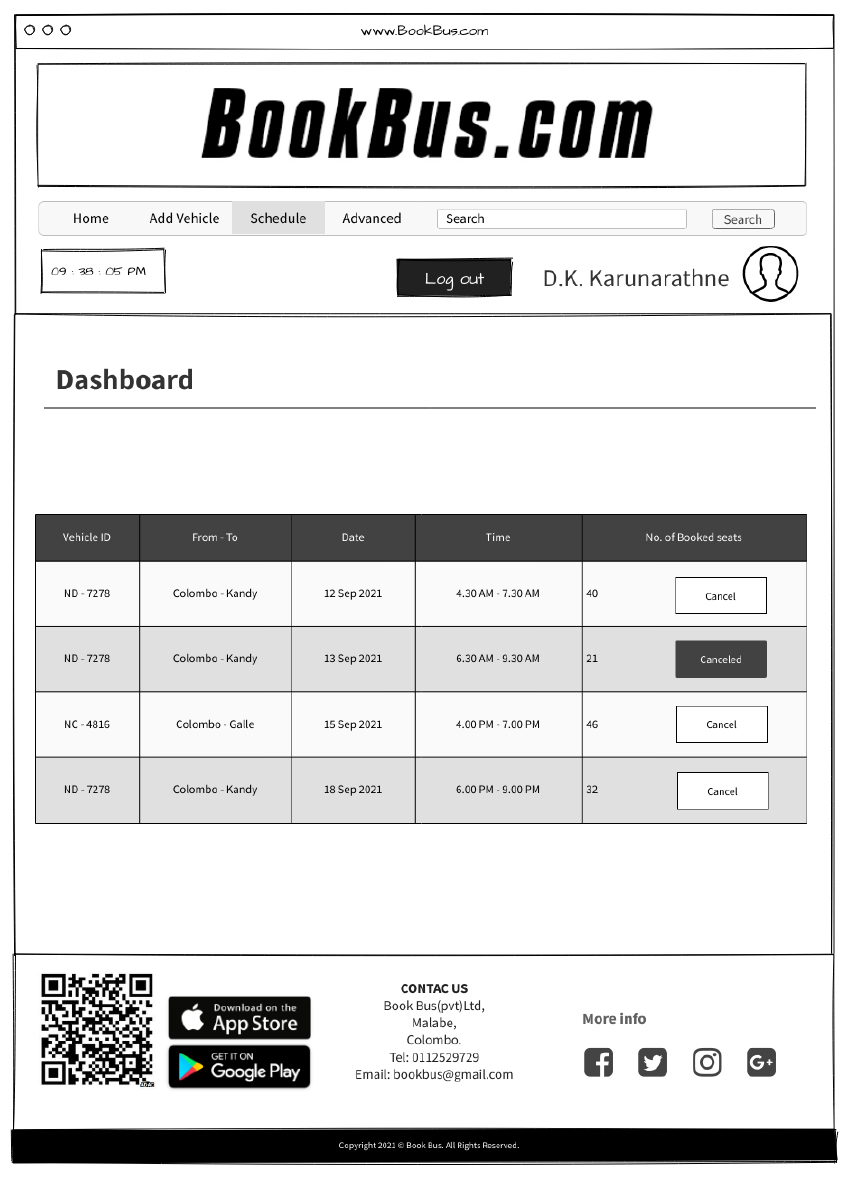 www.BookBus.com
BookBus.com
Home Add Vehicle Schedule Advanced Search Search
09 : 38 : 05 PM Log out D.K. Karunarathne
Dashboard
Vehicle ID From - To Date Time No. of Booked seats
ND - 7278 Colombo - Kandy 12 Sep 2021 4.30 AM - 7.30 AM 40 Cancel
ND - 7278 Colombo - Kandy 13 Sep 2021 6.30 AM - 9.30 AM 21 Canceled
NC - 4816 Colombo - Galle 15 Sep 2021 4.00 PM - 7.00 PM 46 Cancel
ND - 7278 Colombo - Kandy 18 Sep 2021 6.00 PM - 9.00 PM 32 Cancel
Download on the
App Store
GET IT ON
Google Play
CONTAC US
Book Bus(pvt)Ltd,
Malabe,
Colombo.
Tel: 0112529729
Email: bookbus@gmail.com
More info
Copyright 2021 © Book Bus. All Rights Reserved.